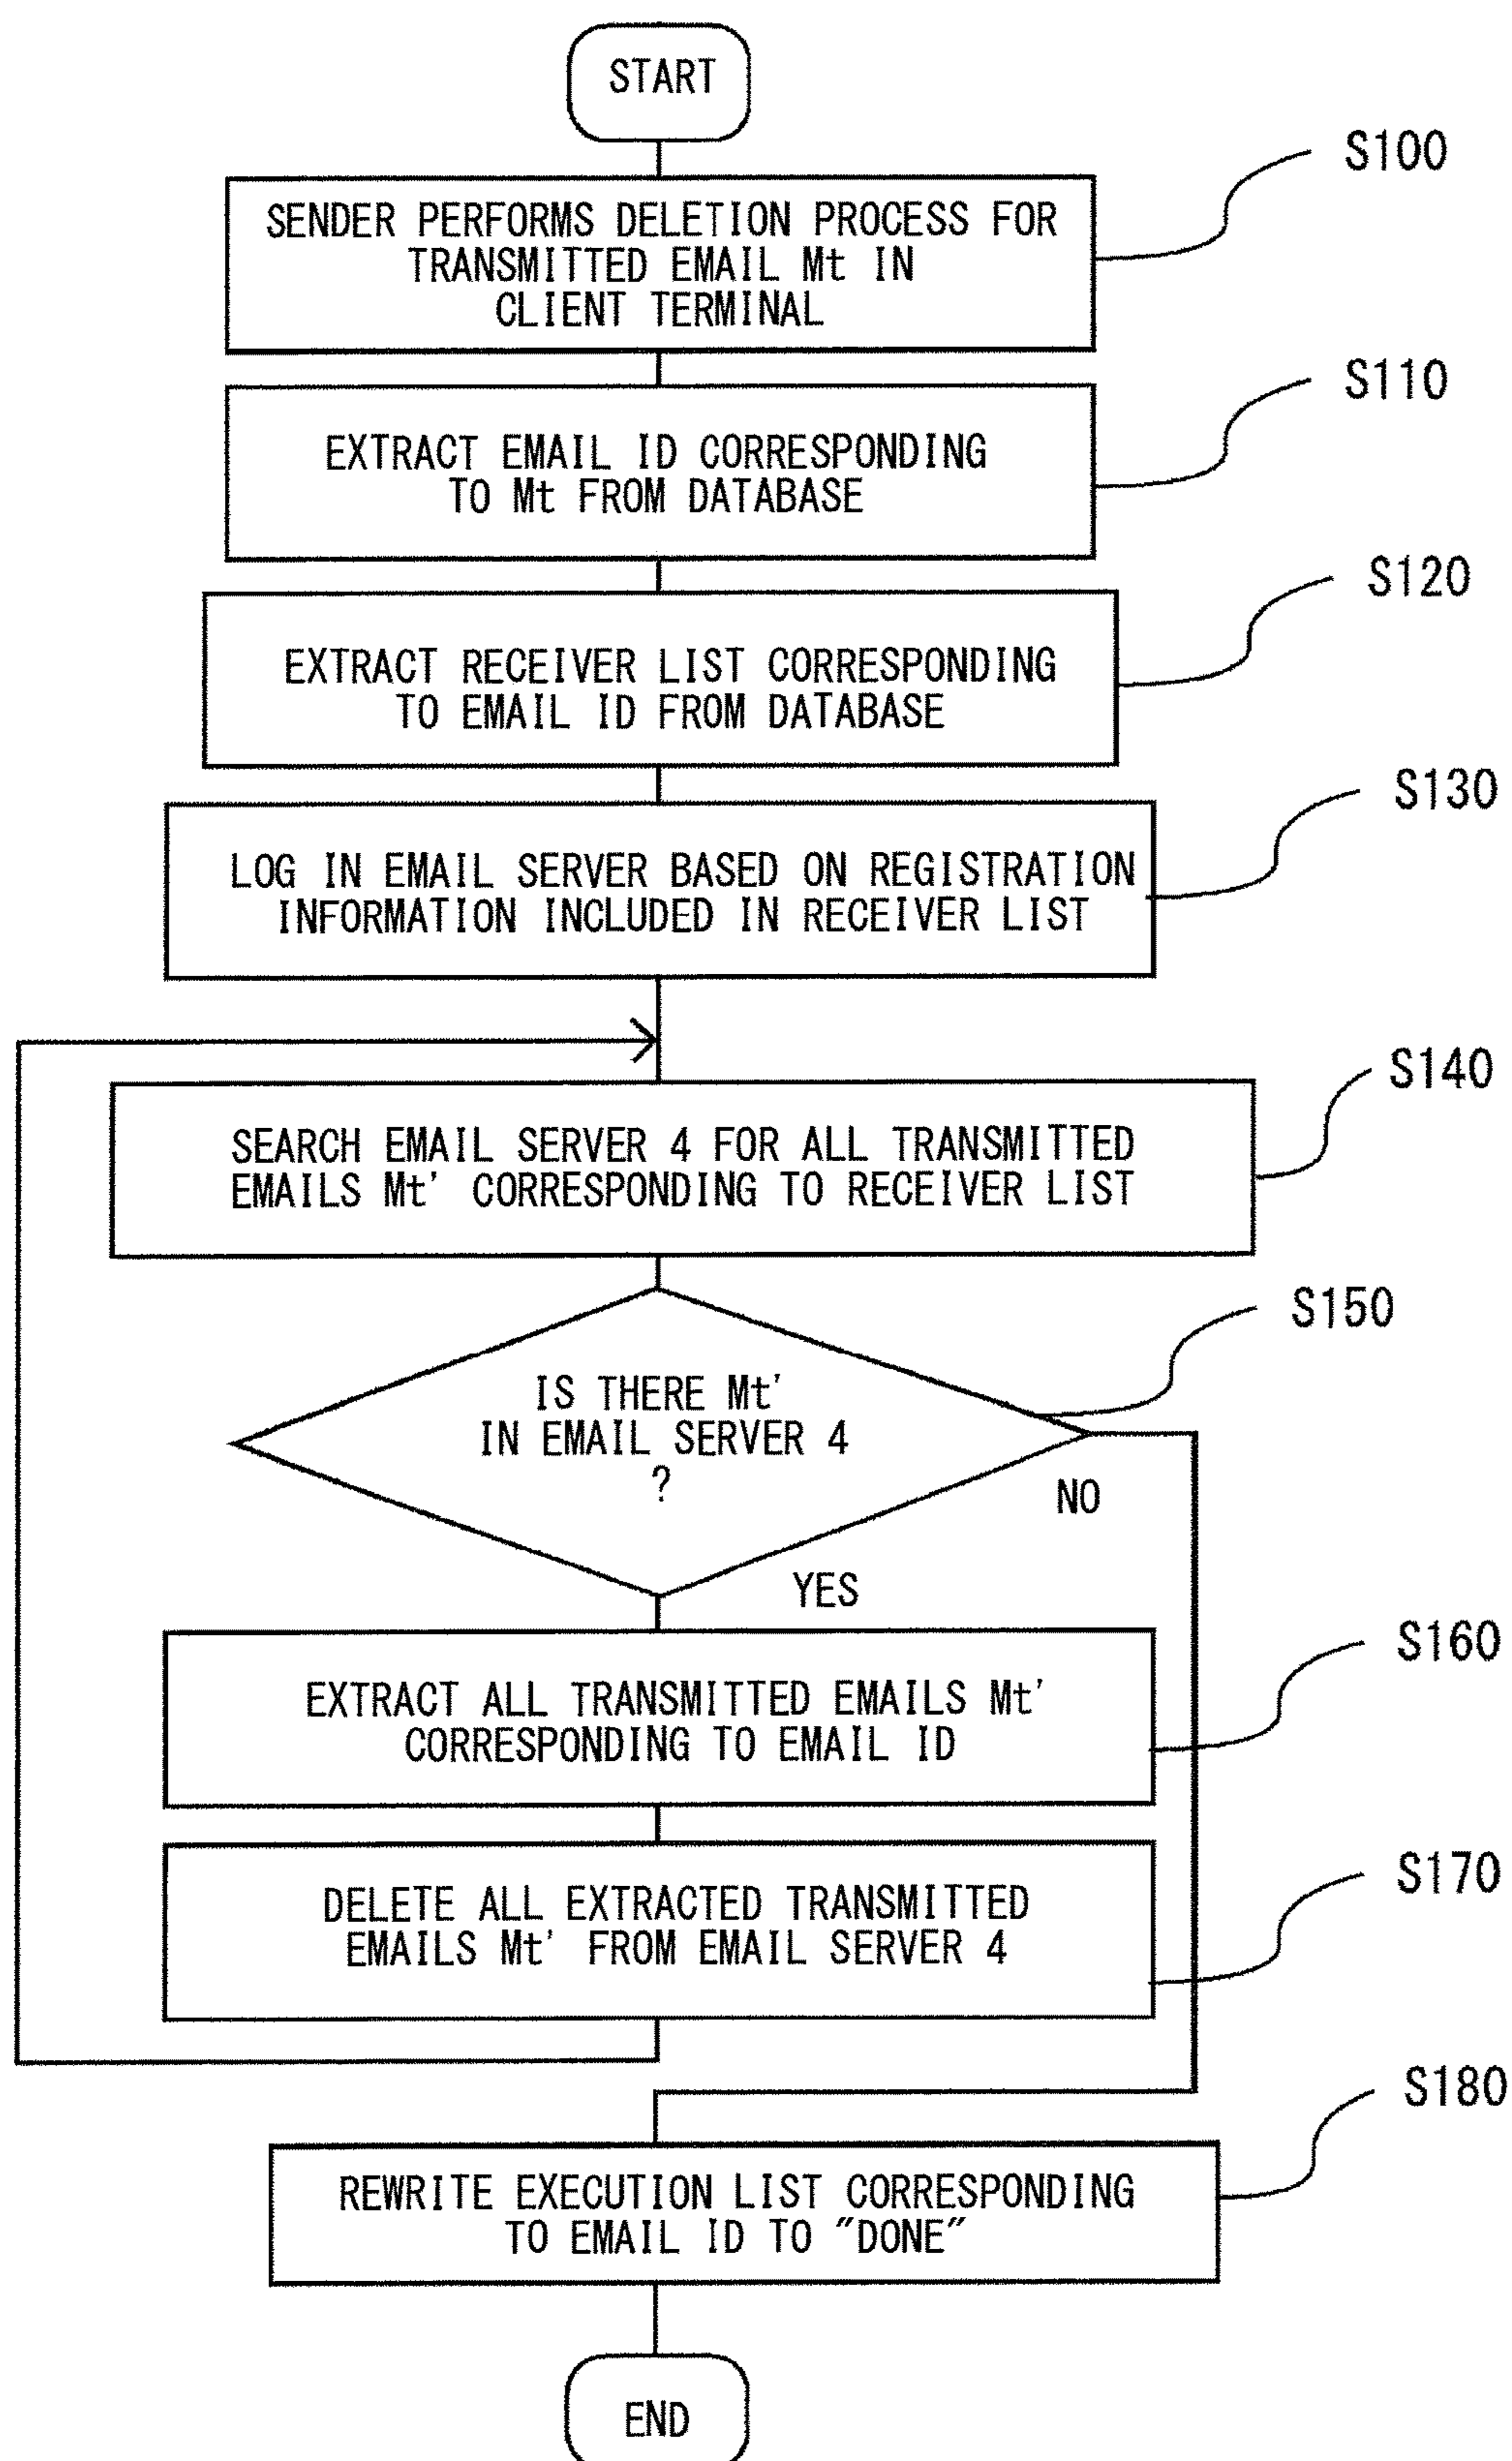 START
S100
SENDER PERFORMS DELETION PROCESS FOR
TRANSMITTED EMAIL Mt IN
CLIENT TERMINAL
S110
EXTRACT EMAIL ID CORRESPONDING
TO Mt FROM DATABASE
S120
EXTRACT RECEIVER LIST CORRESPONDING
TO EMAIL ID FROM DATABASE
S130
LOG IN EMAIL SERVER BASED ON REGISTRATION
INFORMATION INCLUDED IN RECEIVER LIST
S140
SEARCH EMAIL SERVER 4 FOR ALL TRANSMITTED
EMAILS Mt' CORRESPONDING TO RECEIVER LIST
S150
IS THERE Mt'
IN EMAIL SERVER 4
?
NO
YES
S160
EXTRACT ALL TRANSMITTED EMAILS Mt'
CORRESPONDING TO EMAIL ID
S170
DELETE ALL EXTRACTED TRANSMITTED
EMAILS Mt' FROM EMAIL SERVER 4
S180
REWRITE EXECUTION LIST CORRESPONDING
TO EMAIL ID TO "DONE"
END